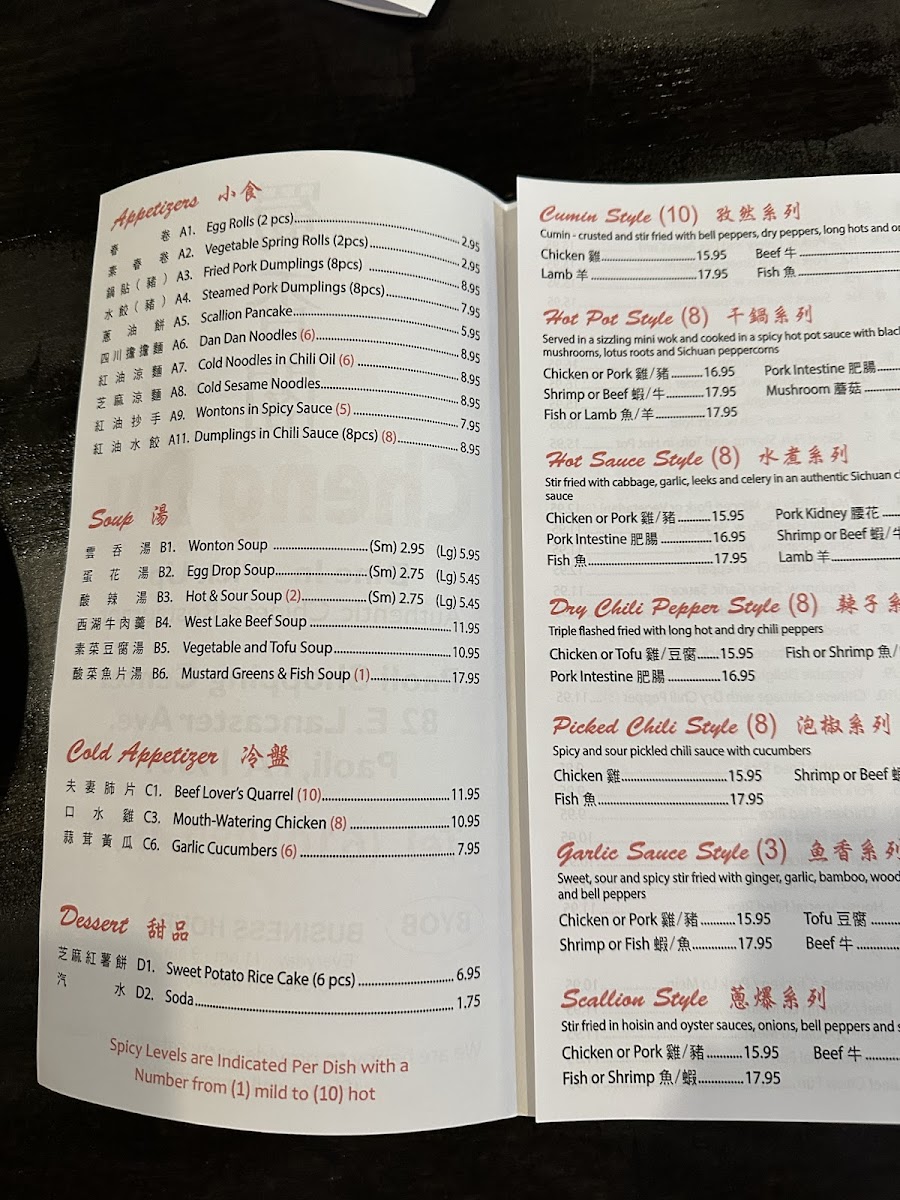 Appetizers 小食
春 卷 A1. Egg Rolls (2 pcs) 2.95
素 春 卷 A2. Vegetable Spring Rolls (2pcs) 2.95
鍋貼(豬) A3. Fried Pork Dumplings (8pcs) 8.95
水餃(豬) A4. Steamed Pork Dumplings (8pcs) 7.95
蔥 油 餅 A5. Scallion Pancake 5.95
四川擔擔麵 A6. Dan Dan Noodles (6) 8.95
紅油涼麵 A7. Cold Noodles in Chili Oil (6) 8.95
芝麻涼麵 A8. Cold Sesame Noodles 8.95
紅油抄手 A9. Wontons in Spicy Sauce (5) 7.95
紅油水餃 A11. Dumplings in Chili Sauce (8pcs) (8) 8.95
Soup 湯
雲 吞 湯 B1. Wonton Soup (Sm) 2.95 (Lg) 5.95
蛋 花 湯 B2. Egg Drop Soup (Sm) 2.75 (Lg) 5.45
酸 辣 湯 B3. Hot & Sour Soup (2) (Sm) 2.75 (Lg) 5.45
西湖牛肉羹 B4. West Lake Beef Soup 11.95
素菜豆腐湯 B5. Vegetable and Tofu Soup 10.95
酸菜魚片湯 B6. Mustard Greens & Fish Soup (1) 17.95
Cold Appetizer 冷盤
夫妻肺片 C1. Beef Lover's Quarrel (10) 11.95
口 水 雞 C3. Mouth-Watering Chicken (8) 10.95
蒜茸黃瓜 C6. Garlic Cucumbers (6) 7.95
Dessert 甜品
芝麻紅薯餅 D1. Sweet Potato Rice Cake (6 pcs) 6.95
汽 水 D2. Soda 1.75
Spicy Levels are Indicated Per Dish with a
Number from (1) mild to (10) hot
Cumin Style (10) 孜然系列
Cumin - crusted and stir fried with bell peppers, dry peppers, long hots and
Chicken 雞 15.95 Beef 牛
Lamb 羊 17.95 Fish 魚
Hot Pot Style (8) 干鍋系列
Served in a sizzling mini wok and cooked in a spicy hot pot sauce with
mushrooms, lotus roots and Sichuan peppercorns
Chicken or Pork 雞/豬 16.95 Pork Intestine 肥腸
Shrimp or Beef 蝦/牛 17.95 Mushroom 蘑菇
Fish or Lamb 魚/羊 17.95
Hot Sauce Style (8) 水煮系列
Stir fried with cabbage, garlic, leeks and celery in an authentic Sichuan
sauce
Chicken or Pork 雞/豬 15.95 Pork Kidney 腰花
Pork Intestine 肥腸 16.95 Shrimp or Beef 蝦/牛
Fish 魚 17.95 Lamb 羊
Dry Chili Pepper Style (8) 辣子系
Triple flashed fried with long hot and dry chili peppers
Chicken or Tofu 雞/豆腐 15.95 Fish or Shrimp 魚/
Pork Intestine 肥腸 16.95
Picked Chili Style (8) 泡椒系列
Spicy and sour pickled chili sauce with cucumbers
Chicken 雞 15.95 Shrimp or Beef 蝦
Fish 魚 17.95
Garlic Sauce Style (3) 鱼香系列
Sweet, sour and spicy stir fried with ginger, garlic, bamboo, wood
and bell peppers
Chicken or Pork 雞/豬 15.95 Tofu 豆腐
Shrimp or Fish 蝦/魚 17.95 Beef 牛
Scallion Style 蔥爆系列
Stir fried in hoisin and oyster sauces, onions, bell peppers and
Chicken or Pork 雞/豬 15.95 Beef 牛
Fish or Shrimp 魚/蝦 17.95